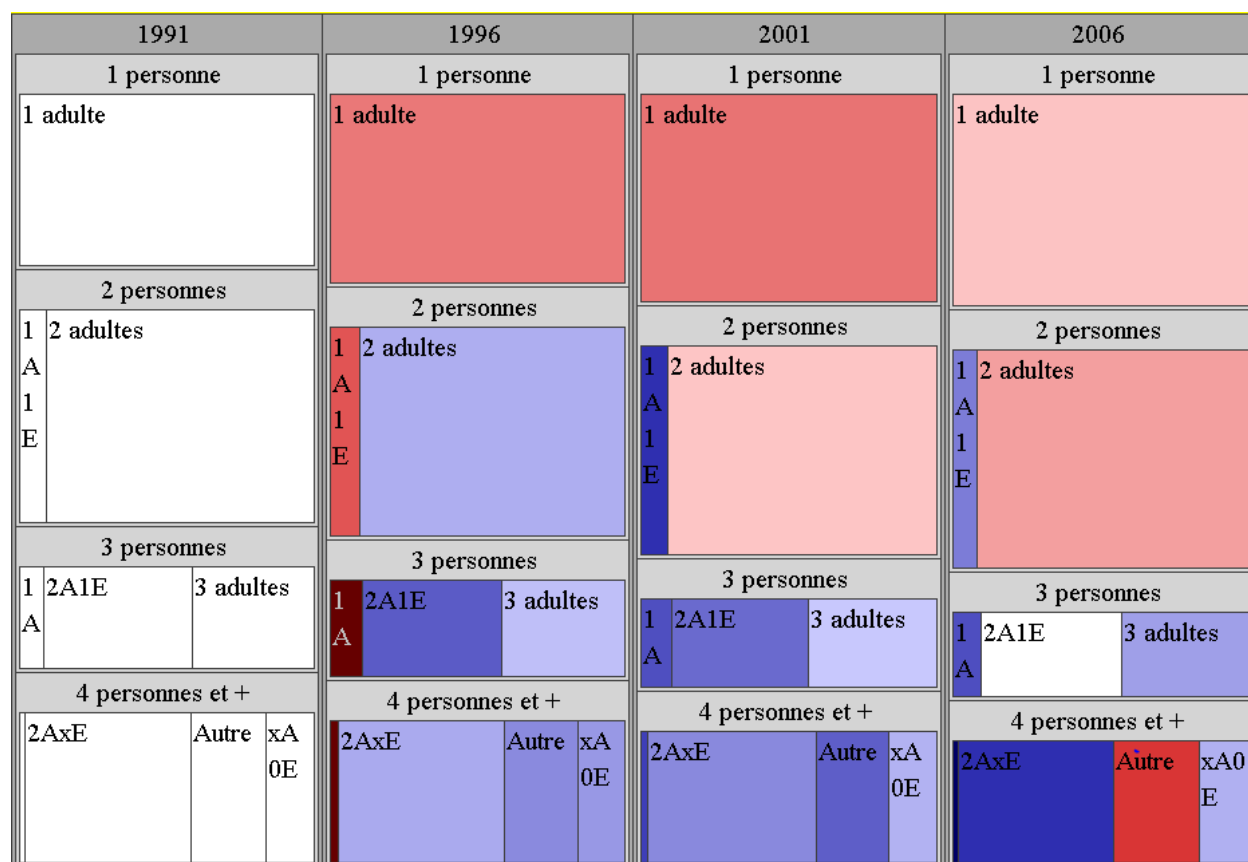 1991
1 personne
1 adulte
2 personnes
1
A
1
E
2 adultes
3 personnes
1
A
2A1E
3 adultes
4 personnes et +
2AxE
Autre
xA
0E
1996
1 personne
1 adulte
2 personnes
1
A
1
E
2 adultes
3 personnes
1
A
2A1E
3 adultes
4 personnes et +
2AxE
Autre
xA
0E
2001
1 personne
1 adulte
2 personnes
1
A
1
E
2 adultes
3 personnes
1
A
2A1E
3 adultes
4 personnes et +
2AxE
Autre
xA
0E
2006
1 personne
1 adulte
2 personnes
1
A
1
E
2 adultes
3 personnes
1
A
2A1E
3 adultes
4 personnes et +
2AxE
Autre
xA0
E